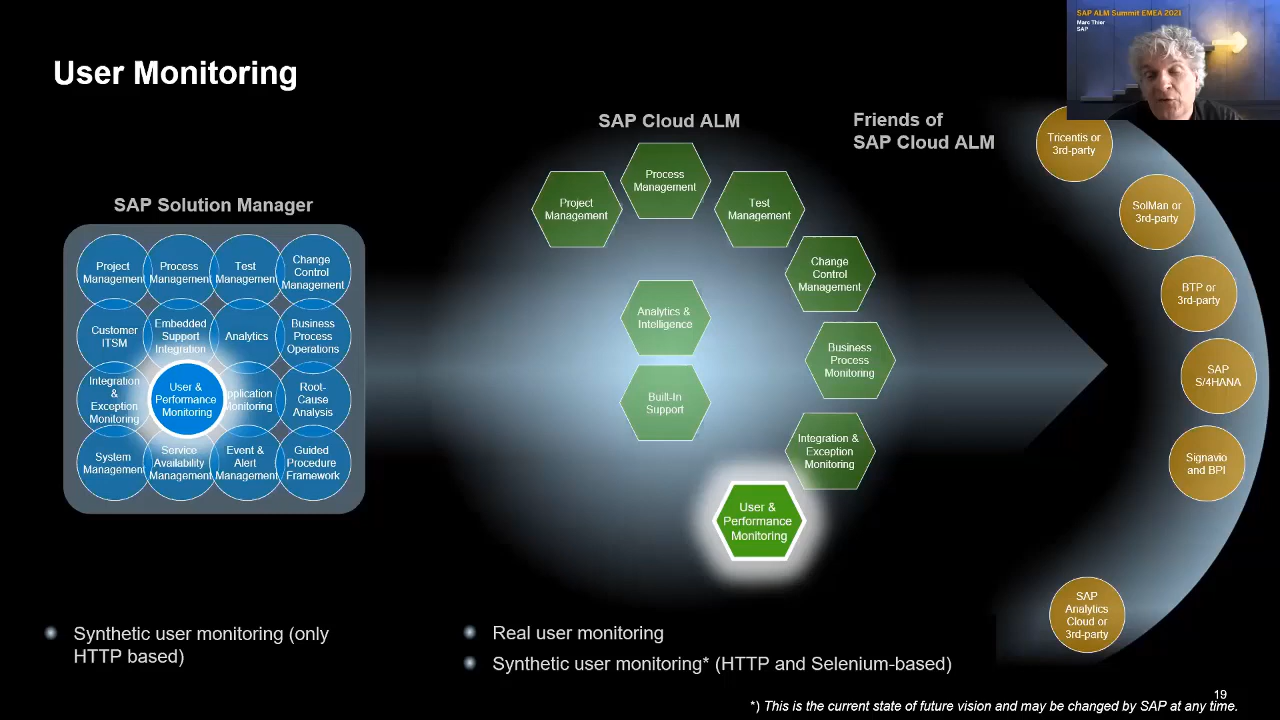 User Monitoring
SAP ALM Summit EMEA 2021
Marc Thier
SAP
SAP Solution Manager
Project
Management
Process
Management
Test
Management
Change
Control
Management
Customer
ITSM
Embedded
Support
Integration
Analytics
Business
Process
Operations
Integration
&
Exception
Monitoring
User &
Performance
Monitoring
pplication
Monitoring
Root-
Cause
Analysis
System
Management
Service
Availability
Management
Event &
Alert
Management
Guided
Procedure
Framework
SAP Cloud ALM
Project
Management
Process
Management
Test
Management
Change
Control
Management
Analytics &
Intelligence
Business
Process
Monitoring
Built-In
Support
Integration &
Exception
Monitoring
User &
Performance
Monitoring
Friends of
SAP Cloud ALM
Tricentis or
3rd-party
SolMan or
3rd-party
BTP or
3rd-party
SAP
S/4HANA
Signavio
and BPI
SAP
Analytics
Cloud or
3rd-party
Synthetic user monitoring (only
HTTP based)
Real user monitoring
Synthetic user monitoring* (HTTP and Selenium-based)
19
*) This is the current state of future vision and may be changed by SAP at any time.